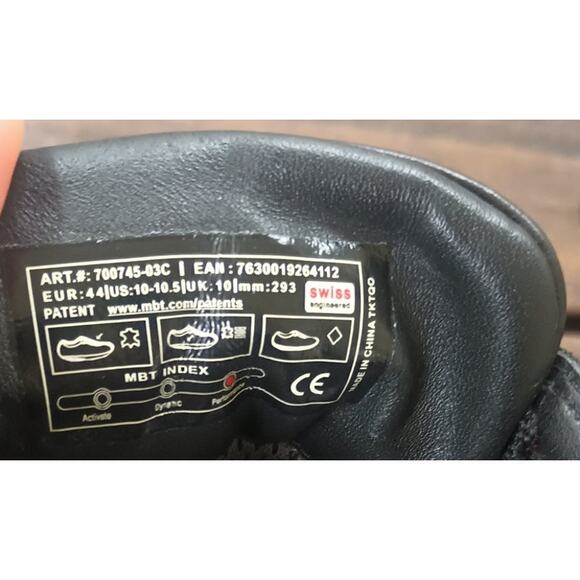 ART.#: 700745-03C | EAN : 7630019264112
EUR: 44|US:10-10.5|UK: 10|mm: 293
PATENT www.mbt.com/patents
swiss
engineered
MBT INDEX
Activate
Dynamic
Performance
CE
MADE IN CHINA TKTQO